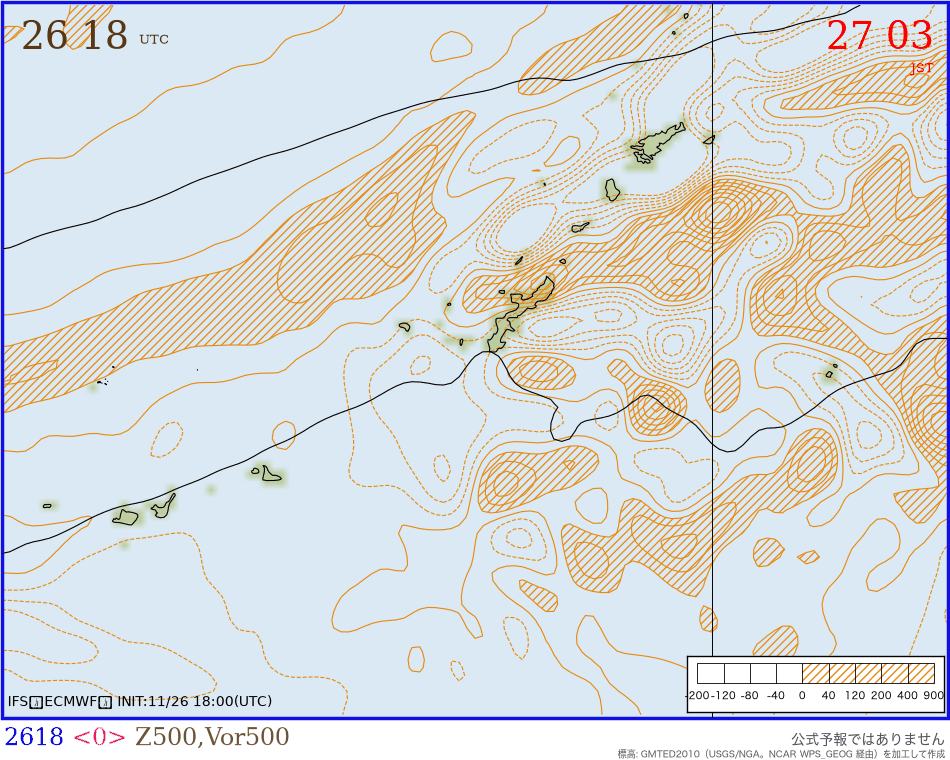 26 18 UTC
27 03
JST
-200 -120 -80 -40 0 40 120 200 400 900
IFS ECMWF INIT:11/26 18:00(UTC)
2618 <0> Z500,Vor500
公式予報ではありません
標高: GMTED2010（USGS/NGA。NCAR WPS_GEOG 経由）を加工して作成